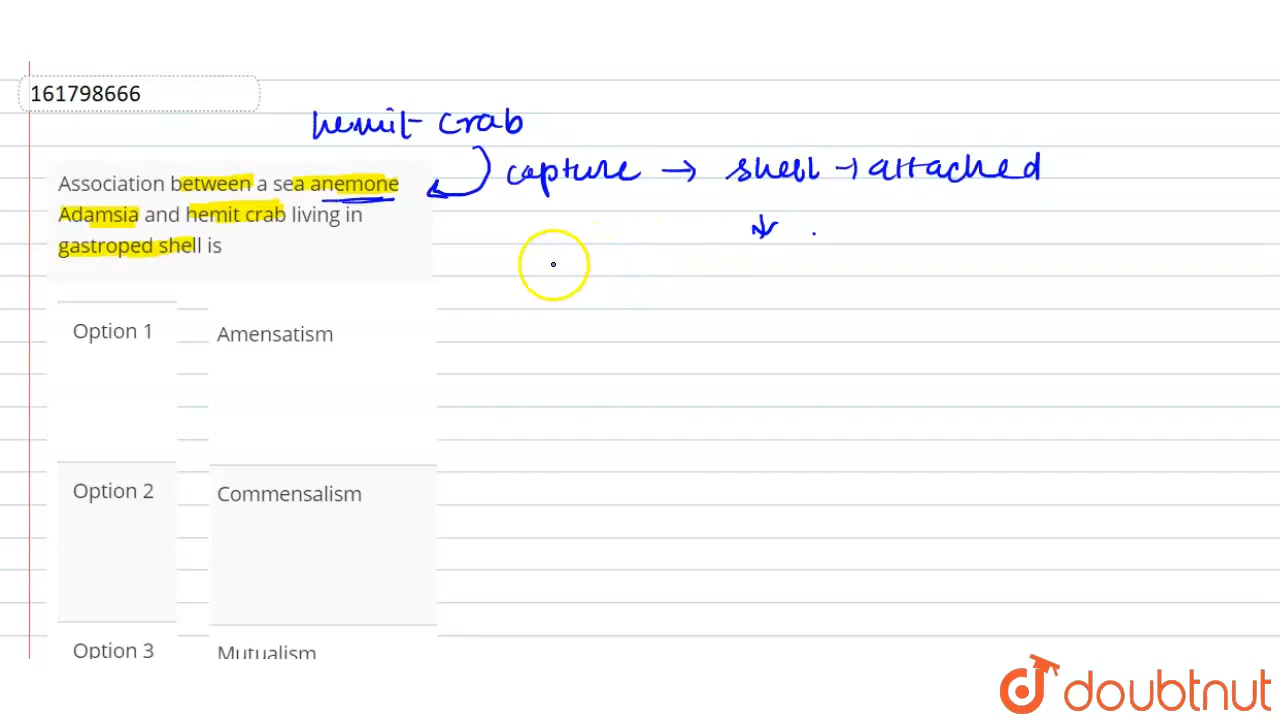 161798666
hemit crab
capture → shell → attached
Association between a sea anemone
Adamsia and hemit crab living in
gastroped shell is
Option 1 Amensatism
Option 2 Commensalism
Option 3 Mutualism
doubtnut